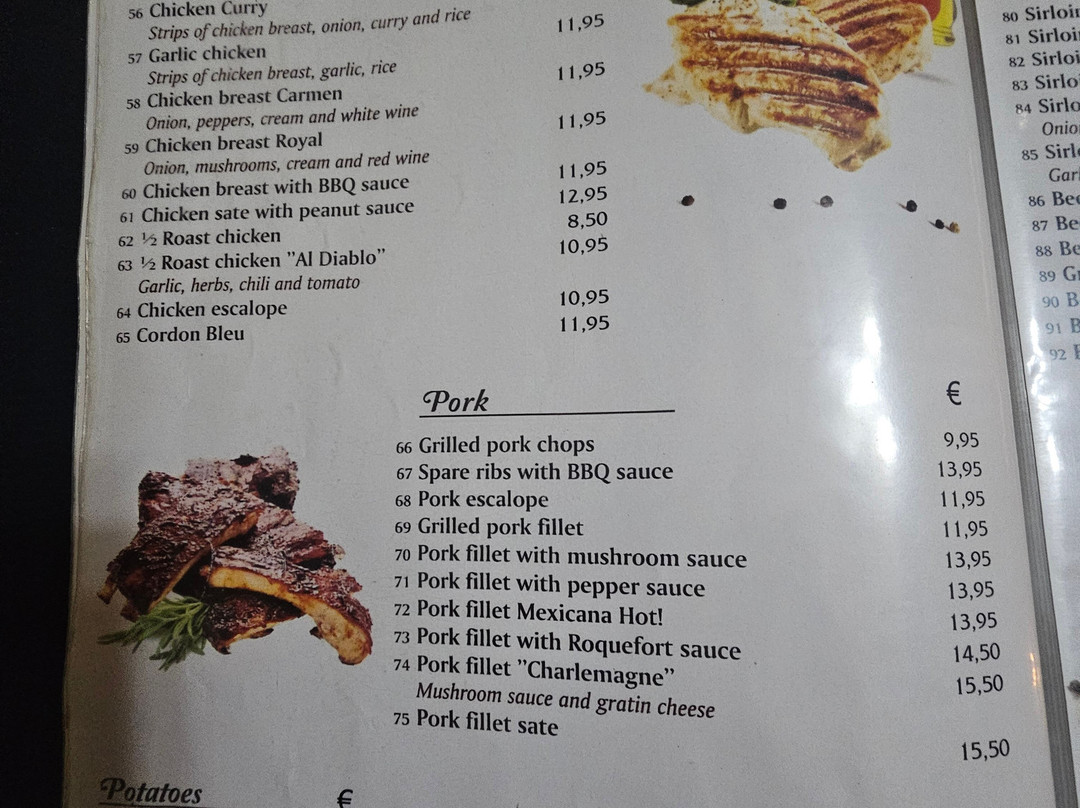 56 Chicken Curry 11,95
Strips of chicken breast, onion, curry and rice
57 Garlic chicken 11,95
Strips of chicken breast, garlic, rice
58 Chicken breast Carmen 11,95
Onion, peppers, cream and white wine
59 Chicken breast Royal
Onion, mushrooms, cream and red wine
60 Chicken breast with BBQ sauce 11,95
61 Chicken sate with peanut sauce 12,95
62 ½ Roast chicken 8,50
63 ½ Roast chicken ”Al Diablo” 10,95
Garlic, herbs, chili and tomato
64 Chicken escalope 10,95
65 Cordon Bleu 11,95
Pork €
66 Grilled pork chops 9,95
67 Spare ribs with BBQ sauce 13,95
68 Pork escalope 11,95
69 Grilled pork fillet 11,95
70 Pork fillet with mushroom sauce 13,95
71 Pork fillet with pepper sauce 13,95
72 Pork fillet Mexicana Hot! 13,95
73 Pork fillet with Roquefort sauce 14,50
74 Pork fillet ”Charlemagne” 15,50
Mushroom sauce and gratin cheese
75 Pork fillet sate 15,50
Potatoes €
80
81
82
83
84
85
86
87
88
89
90
91
92